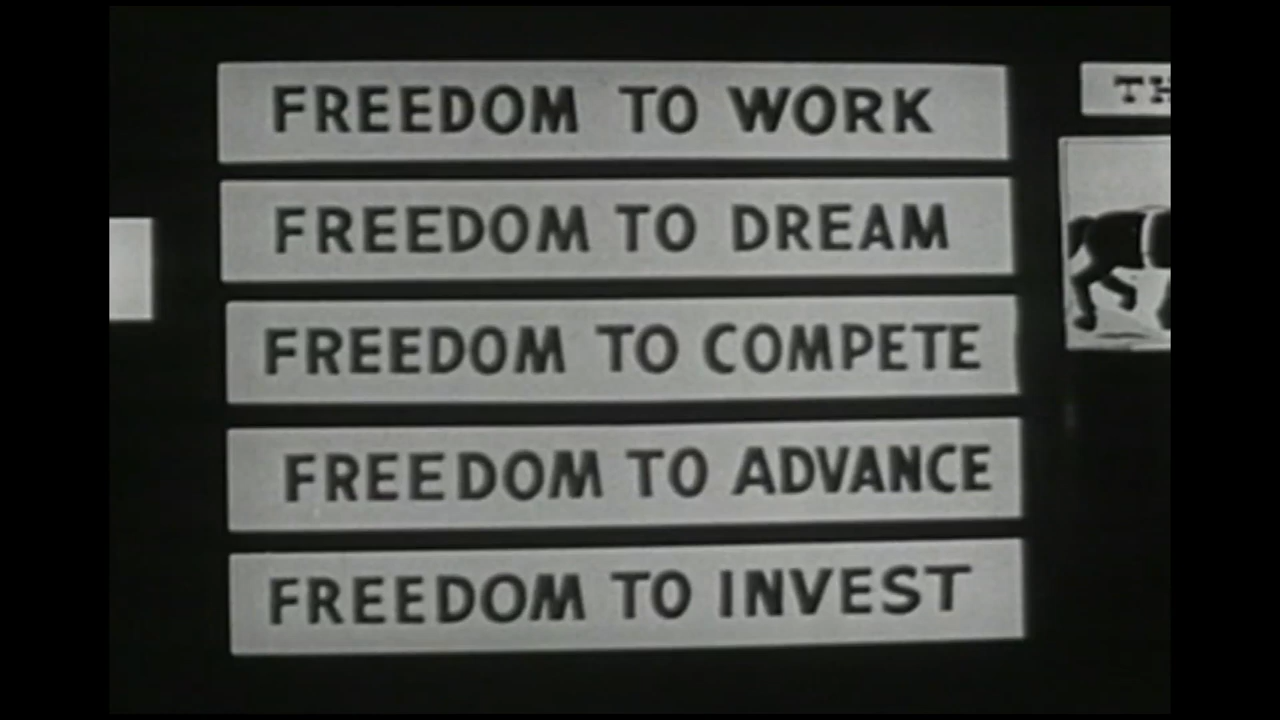 FREEDOM TO WORK
FREEDOM TO DREAM
FREEDOM TO COMPETE
FREEDOM TO ADVANCE
FREEDOM TO INVEST